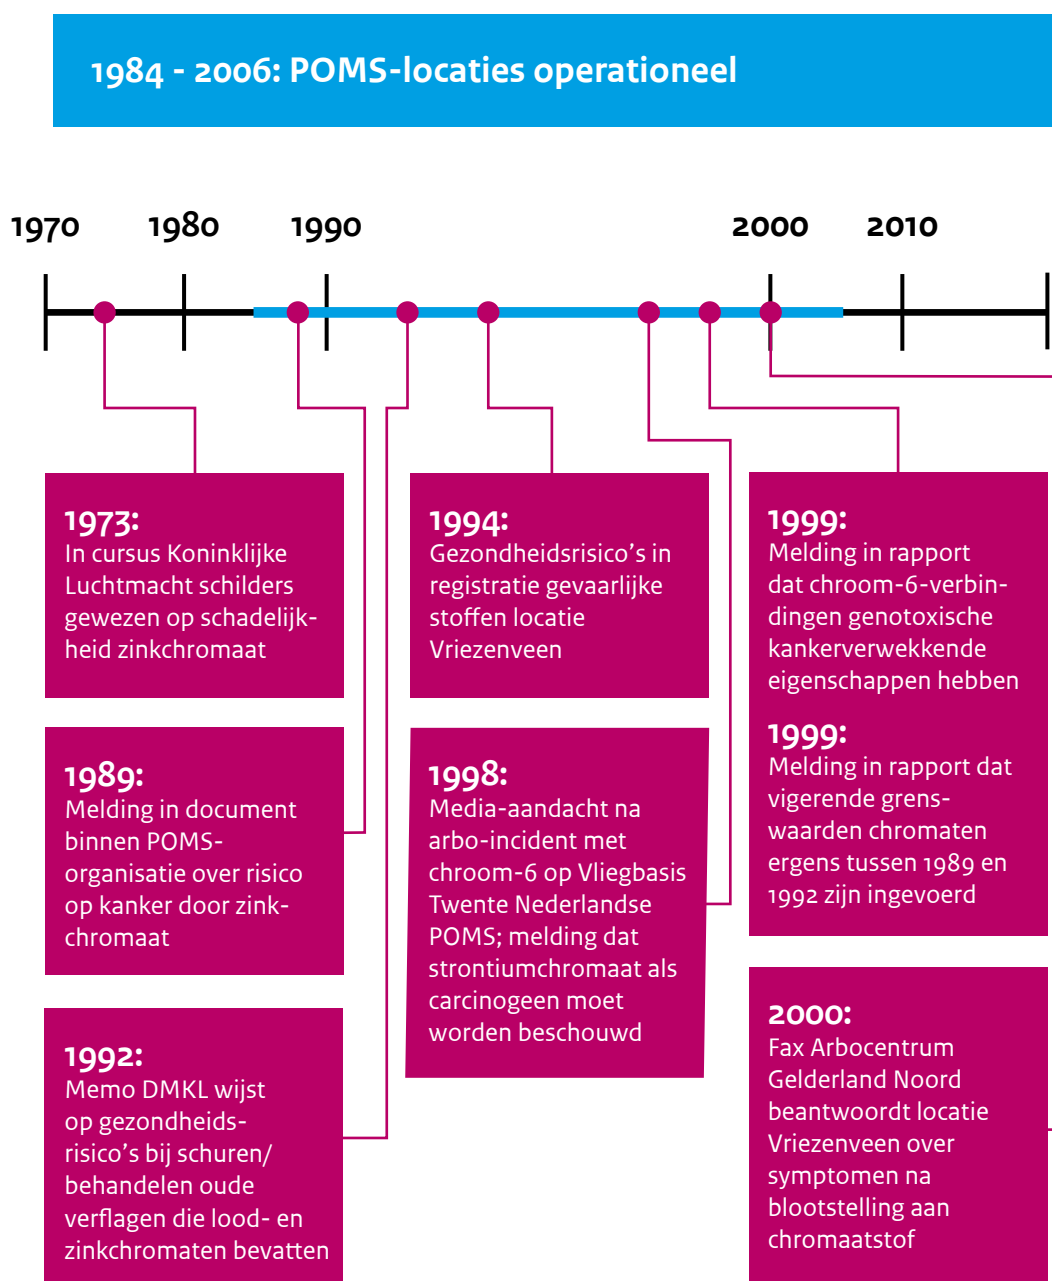 1984 - 2006: POMS-locaties operationeel
1970 1980 1990 2000 2010
1973:
In cursus Koninklijke
Luchtmacht schilders
gewezen op schadelijk-
heid zinkchromaat
1989:
Melding in document
binnen POMS-
organisatie over risico
op kanker door zink-
chromaat
1992:
Memo DMKL wijst
op gezondheids-
risico's bij schuren/
behandelen oude
verflagen die lood- en
zinkchromaten bevatten
1994:
Gezondheidsrisico's in
registratie gevaarlijke
stoffen locatie
Vriezenveen
1998:
Media-aandacht na
arbo-incident met
chroom-6 op Vliegbasis
Twente Nederlandse
POMS; melding dat
strontiumchromaat als
carcinogeen moet
worden beschouwd
1999:
Melding in rapport
dat chroom-6-verbin-
dingen genotoxische
kankerverwekkende
eigenschappen hebben
1999:
Melding in rapport dat
vigerende grens-
waarden chromaten
ergens tussen 1989 en
1992 zijn ingevoerd
2000:
Fax Arbocentrum
Gelderland Noord
beantwoordt locatie
Vriezenveen over
symptomen na
blootstelling aan
chromaatstof